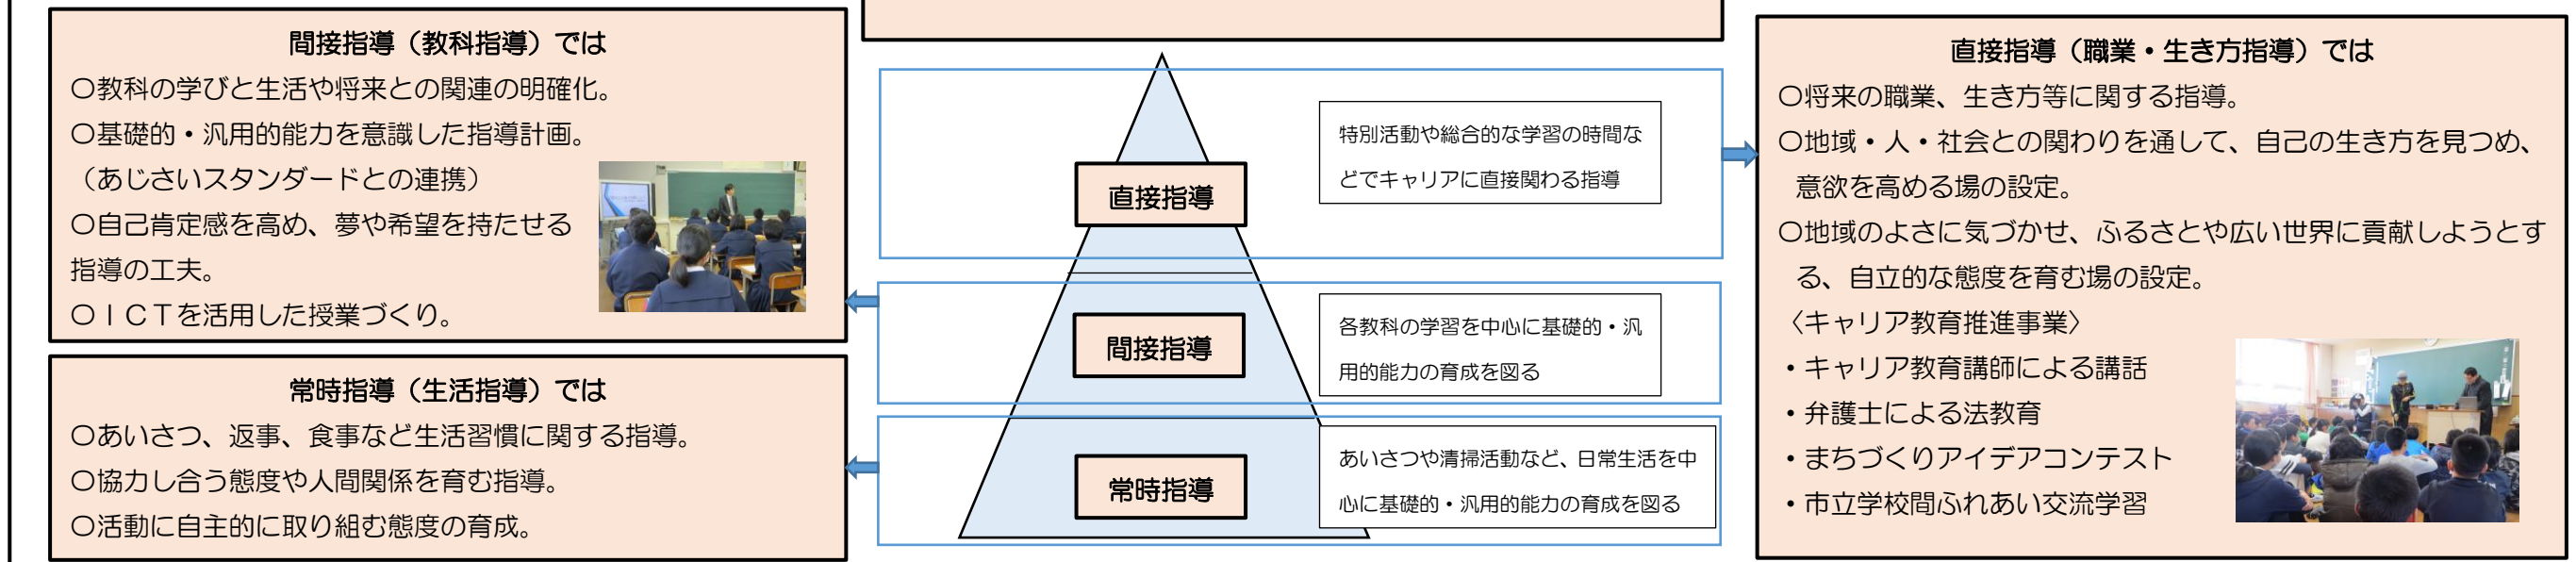 間接指導（教科指導）では
〇教科の学びと生活や将来との関連の明確化。
〇基礎的・汎用的能力を意識した指導計画。
（あじさいスタンダードとの連携）
〇自己肯定感を高め、夢や希望を持たせる
指導の工夫。
〇ＩＣＴを活用した授業づくり。
常時指導（生活指導）では
〇あいさつ、返事、食事など生活習慣に関する指導。
〇協力し合う態度や人間関係を育む指導。
〇活動に自主的に取り組む態度の育成。
直接指導
特別活動や総合的な学習の時間な
どでキャリアに直接関わる指導
間接指導
各教科の学習を中心に基礎的・汎
用的能力の育成を図る
常時指導
あいさつや清掃活動など、日常生活を中
心に基礎的・汎用的能力の育成を図る
直接指導（職業・生き方指導）では
〇将来の職業、生き方等に関する指導。
〇地域・人・社会との関わりを通して、自己の生き方を見つめ、
意欲を高める場の設定。
〇地域のよさに気づかせ、ふるさとや広い世界に貢献しようとす
る、自立的な態度を育む場の設定。
〈キャリア教育推進事業〉
・キャリア教育講師による講話
・弁護士による法教育
・まちづくりアイデアコンテスト
・市立学校間ふれあい交流学習